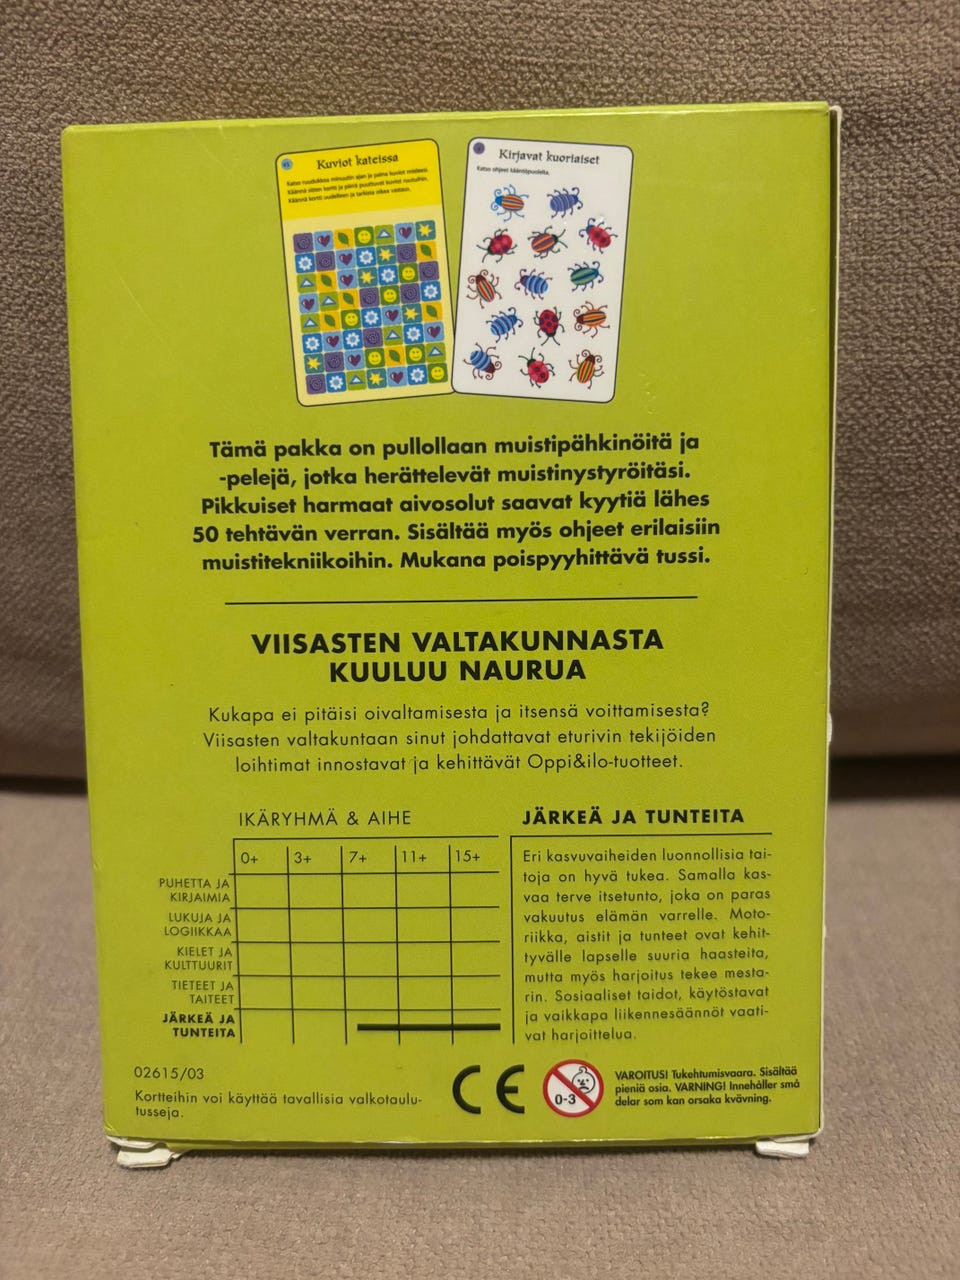 Kuviot kateissa
Katso ruudukkoa minuutin ajan ja paina kuviot mieleesi.
Käännä sitten kortti ja piirrä puuttuvat kuviot ruutuihin.
Käännä kortti uudelleen ja tarkista oikea vastaus.
Kirjavat kuoriaiset
Katso ohjeet kääntöpuolelta.
Tämä pakka on pullollaan muistipähkinöitä ja
-pelejä, jotka herättelevät muistinystyröitäsi.
Pikkuiset harmaat aivosolut saavat kyytiä lähes
50 tehtävän verran. Sisältää myös ohjeet erilaisiin
muistitekniikoihin. Mukana poispyyhittävä tussi.
VIISASTEN VALTAKUNNASTA
KUULUU NAURUA
Kukapa ei pitäisi oivaltamisesta ja itsensä voittamisesta?
Viisasten valtakuntaan sinut johdattavat eturivin tekijöiden
loihtimat innostavat ja kehittävät Oppi&ilo-tuotteet.
IKÄRYHMÄ & AIHE
0+ 3+ 7+ 11+ 15+
PUHETTA JA
KIRJAIMIA
LUKUJA JA
LOGIIKKAA
KIELET JA
KULTTUURIT
TIETEET JA
TAITEET
JÄRKEÄ JA
TUNTEITA
JÄRKEÄ JA TUNTEITA
Eri kasvuvaiheiden luonnollisia tai-
toja on hyvä tukea. Samalla kas-
vaa terve itsetunto, joka on paras
vakuutus elämän varrelle. Moto-
riikka, aistit ja tunteet ovat kehit-
tyvälle lapselle suuria haasteita,
mutta myös harjoitus tekee mesta-
rin. Sosiaaliset taidot, käytöstavat
ja vaikkapa liikennesäännöt vaati-
vat harjoittelua.
02615/03
Kortteihin voi käyttää tavallisia valkotaulu-
tusseja.
CE
0-3
VAROITUS! Tukehtumisvaara. Sisältää
pieniä osia. VARNING! Innehåller små
delar som kan orsaka kvävning.